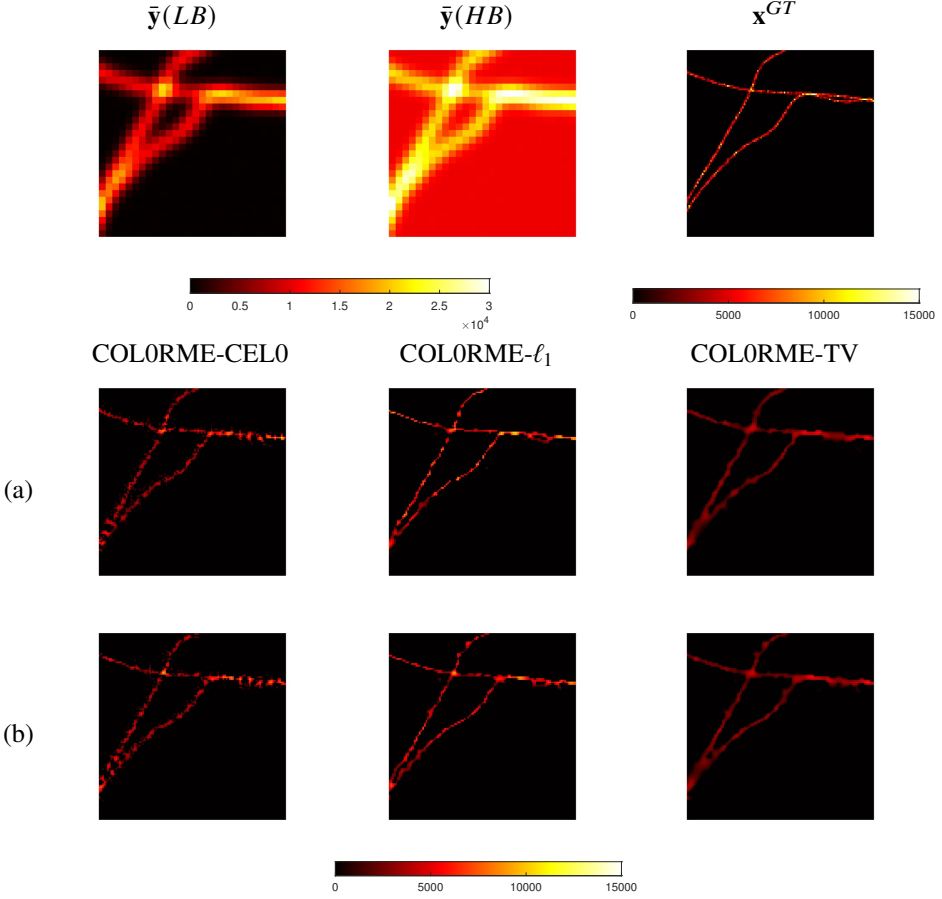 ȳ(LB) ȳ(HB) x^GT
0 0.5 1 1.5 2 2.5 3
×10^4
0 5000 10000 15000
COL0RME-CEL0 COL0RME-ℓ₁ COL0RME-TV
(a)
(b)
0 5000 10000 15000